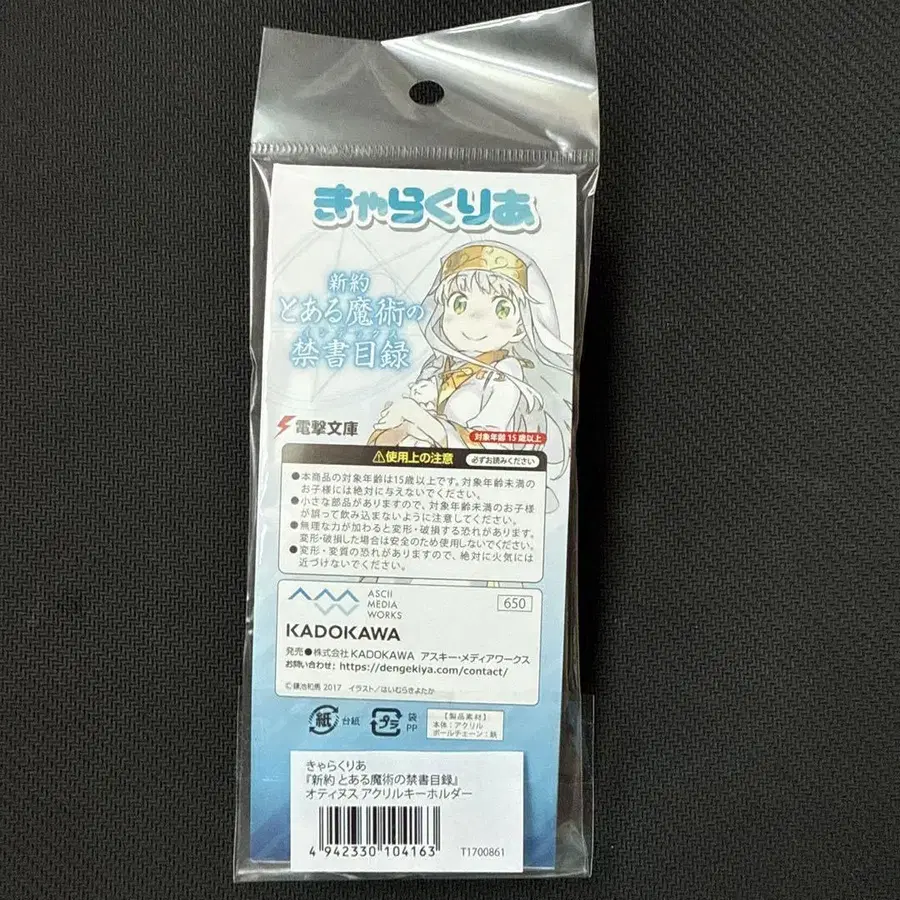 きゃらくりあ
新約
とある魔術の
インデックス
禁書目録
電撃文庫
対象年齢15歳以上
⚠使用上の注意 必ずお読みください
●本商品の対象年齢は15歳以上です。対象年齢未満の
お子様には絶対に与えないでください。
●小さな部品がありますので、対象年齢未満のお子様
が誤って飲み込まないように注意してください。
●無理な力が加わると変形・破損する恐れがあります。
変形・破損した場合は安全のため使用しないでください。
●変形・変質の恐れがありますので、絶対に火気には
近づけないでください。
ASCII
MEDIA
WORKS
650
KADOKAWA
発売●株式会社 KADOKAWA アスキー・メディアワークス
お問い合わせ: https://dengekiya.com/contact/
©鎌池和馬 2017 イラスト/はいむらきよたか
紙 台紙
プラ 袋 PP
【製品素材】
本体:アクリル
ボールチェーン:鉄
きゃらくりあ
『新約 とある魔術の禁書目録』
オティヌス アクリルキーホルダー
4 942330 104163
T1700861